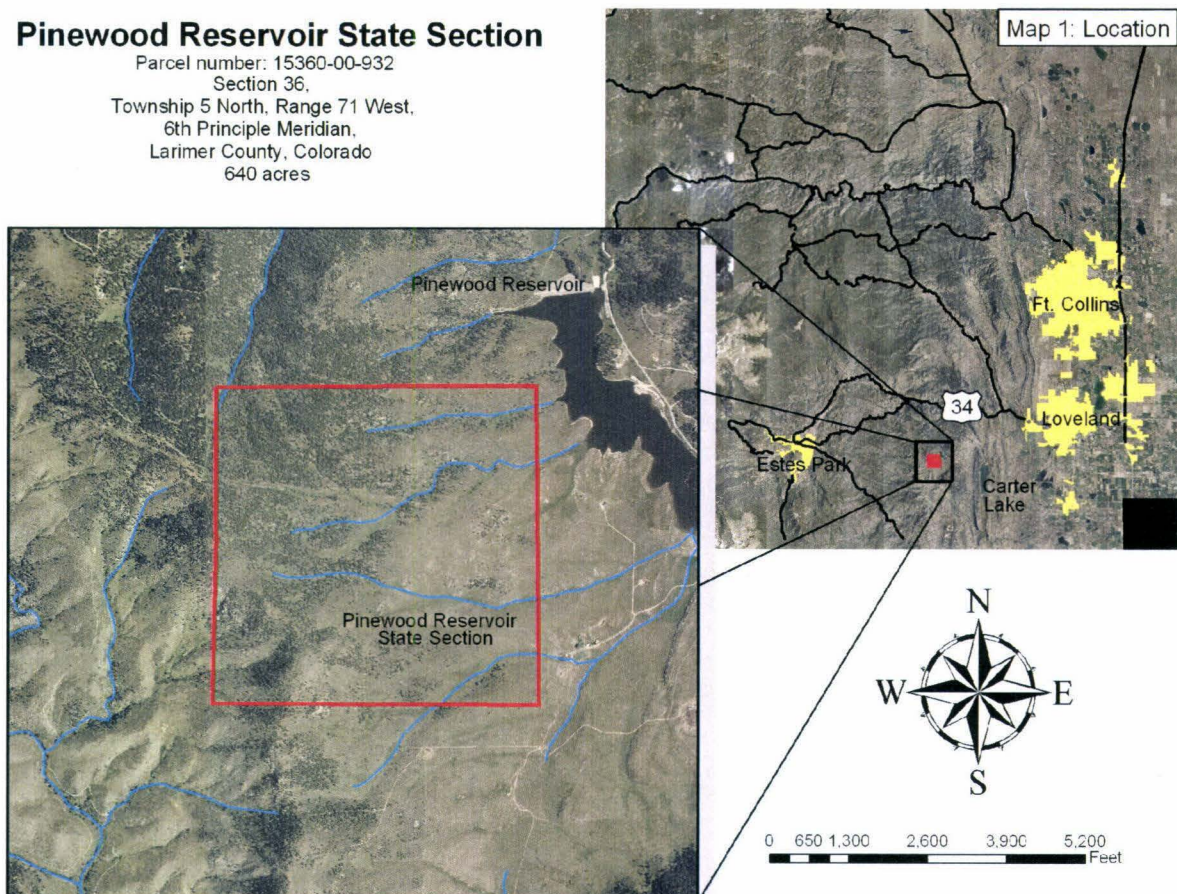 Pinewood Reservoir State Section
Parcel number: 15360-00-932
Section 36,
Township 5 North, Range 71 West,
6th Principle Meridian,
Larimer County, Colorado
640 acres
Map 1: Location
Pinewood Reservoir
Pinewood Reservoir
State Section
Ft. Collins
34
Loveland
Estes Park
Carter
Lake
N
W
E
S
0 650 1,300 2,600 3,900 5,200
Feet